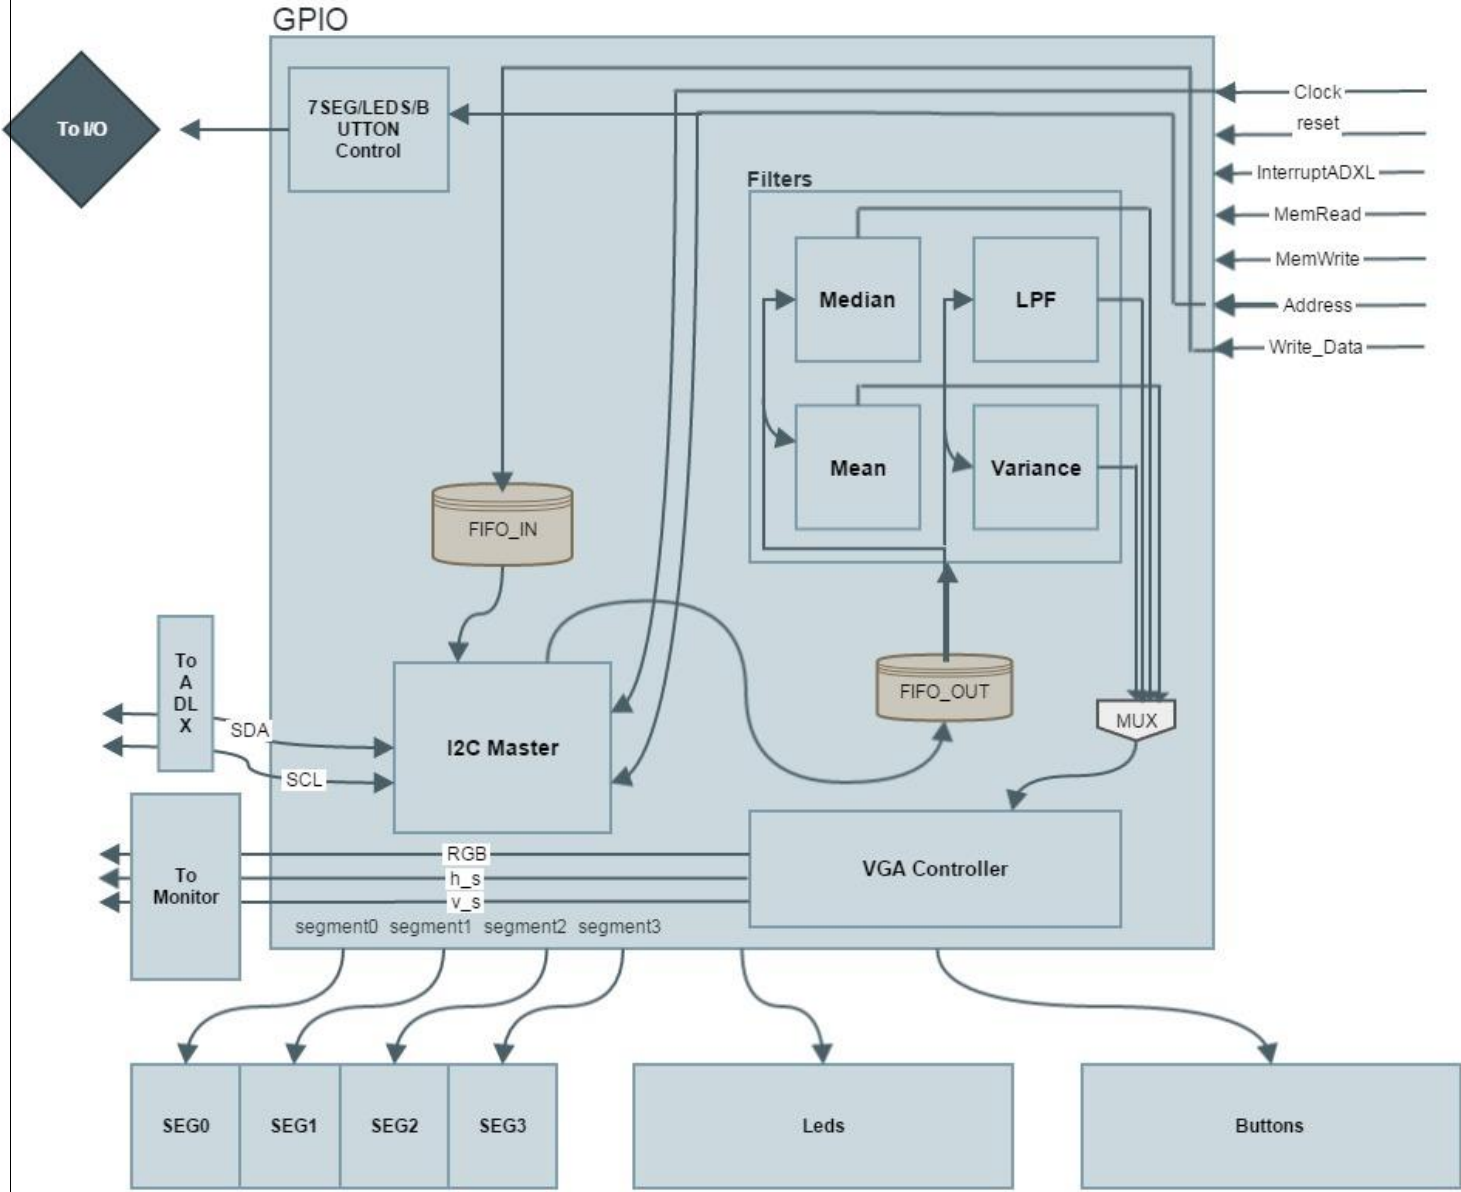 GPIO
To I/O
7SEG/LEDS/B
UTTON
Control
Clock
reset
InterruptADXL
MemRead
MemWrite
Address
Write_Data
Filters
Median
LPF
Mean
Variance
FIFO_IN
To
A
DL
X
SDA
SCL
I2C Master
FIFO_OUT
MUX
To
Monitor
RGB
h_s
v_s
VGA Controller
segment0 segment1 segment2 segment3
SEG0
SEG1
SEG2
SEG3
Leds
Buttons